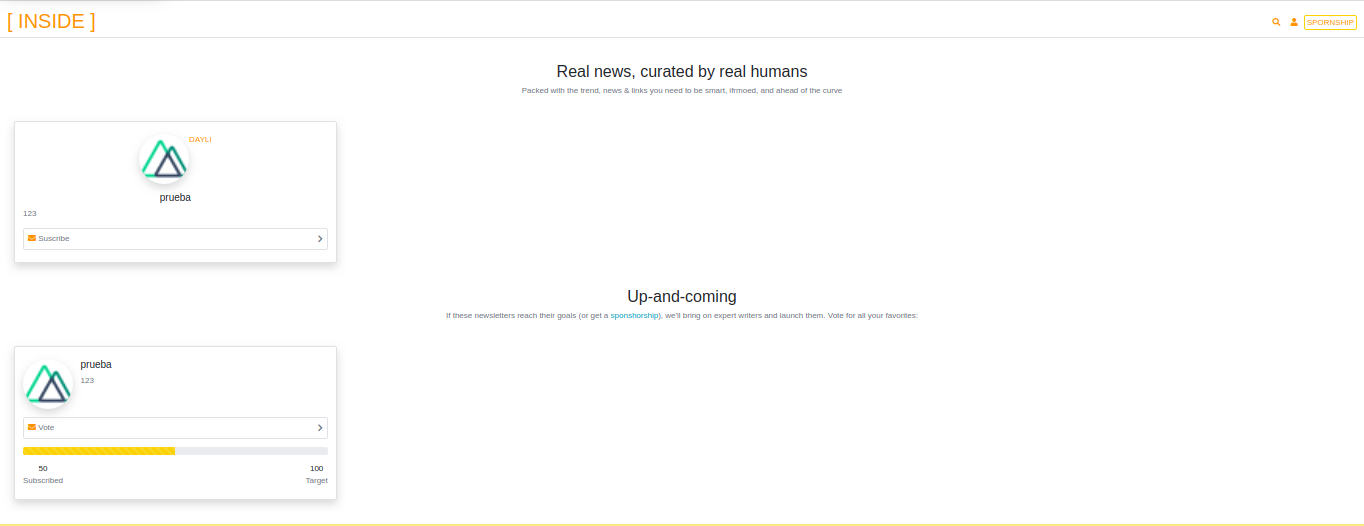 [ INSIDE ]
SPORNSHIP
Real news, curated by real humans
Packed with the trend, news & links you need to be smart, ifrmoed, and ahead of the curve
DAYLI
prueba
123
Suscribe
Up-and-coming
If these newsletters reach their goals (or get a sponshorship), we'll bring on expert writers and launch them. Vote for all your favorites:
prueba
123
Vote
50 100
Subscribed Target